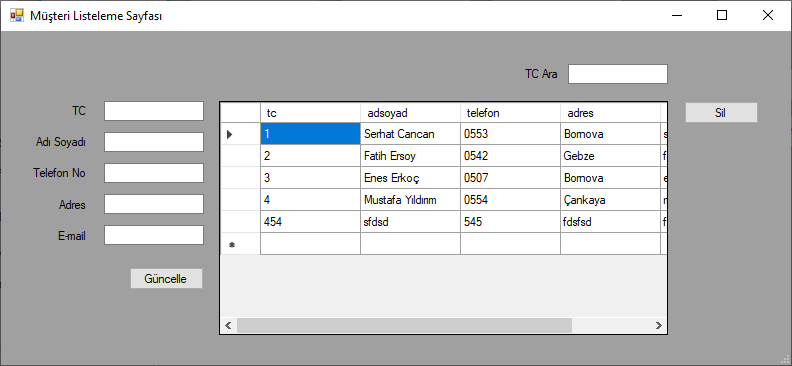 Müşteri Listeleme Sayfası
TC Ara
TC
Adı Soyadı
Telefon No
Adres
E-mail
Güncelle
tc adsoyad telefon adres
1 Serhat Cancan 0553 Bornova s
2 Fatih Ersoy 0542 Gebze f
3 Enes Erkoç 0507 Bornova e
4 Mustafa Yıldırım 0554 Çankaya
454 sfdsd 545 fdsfsd f
Sil